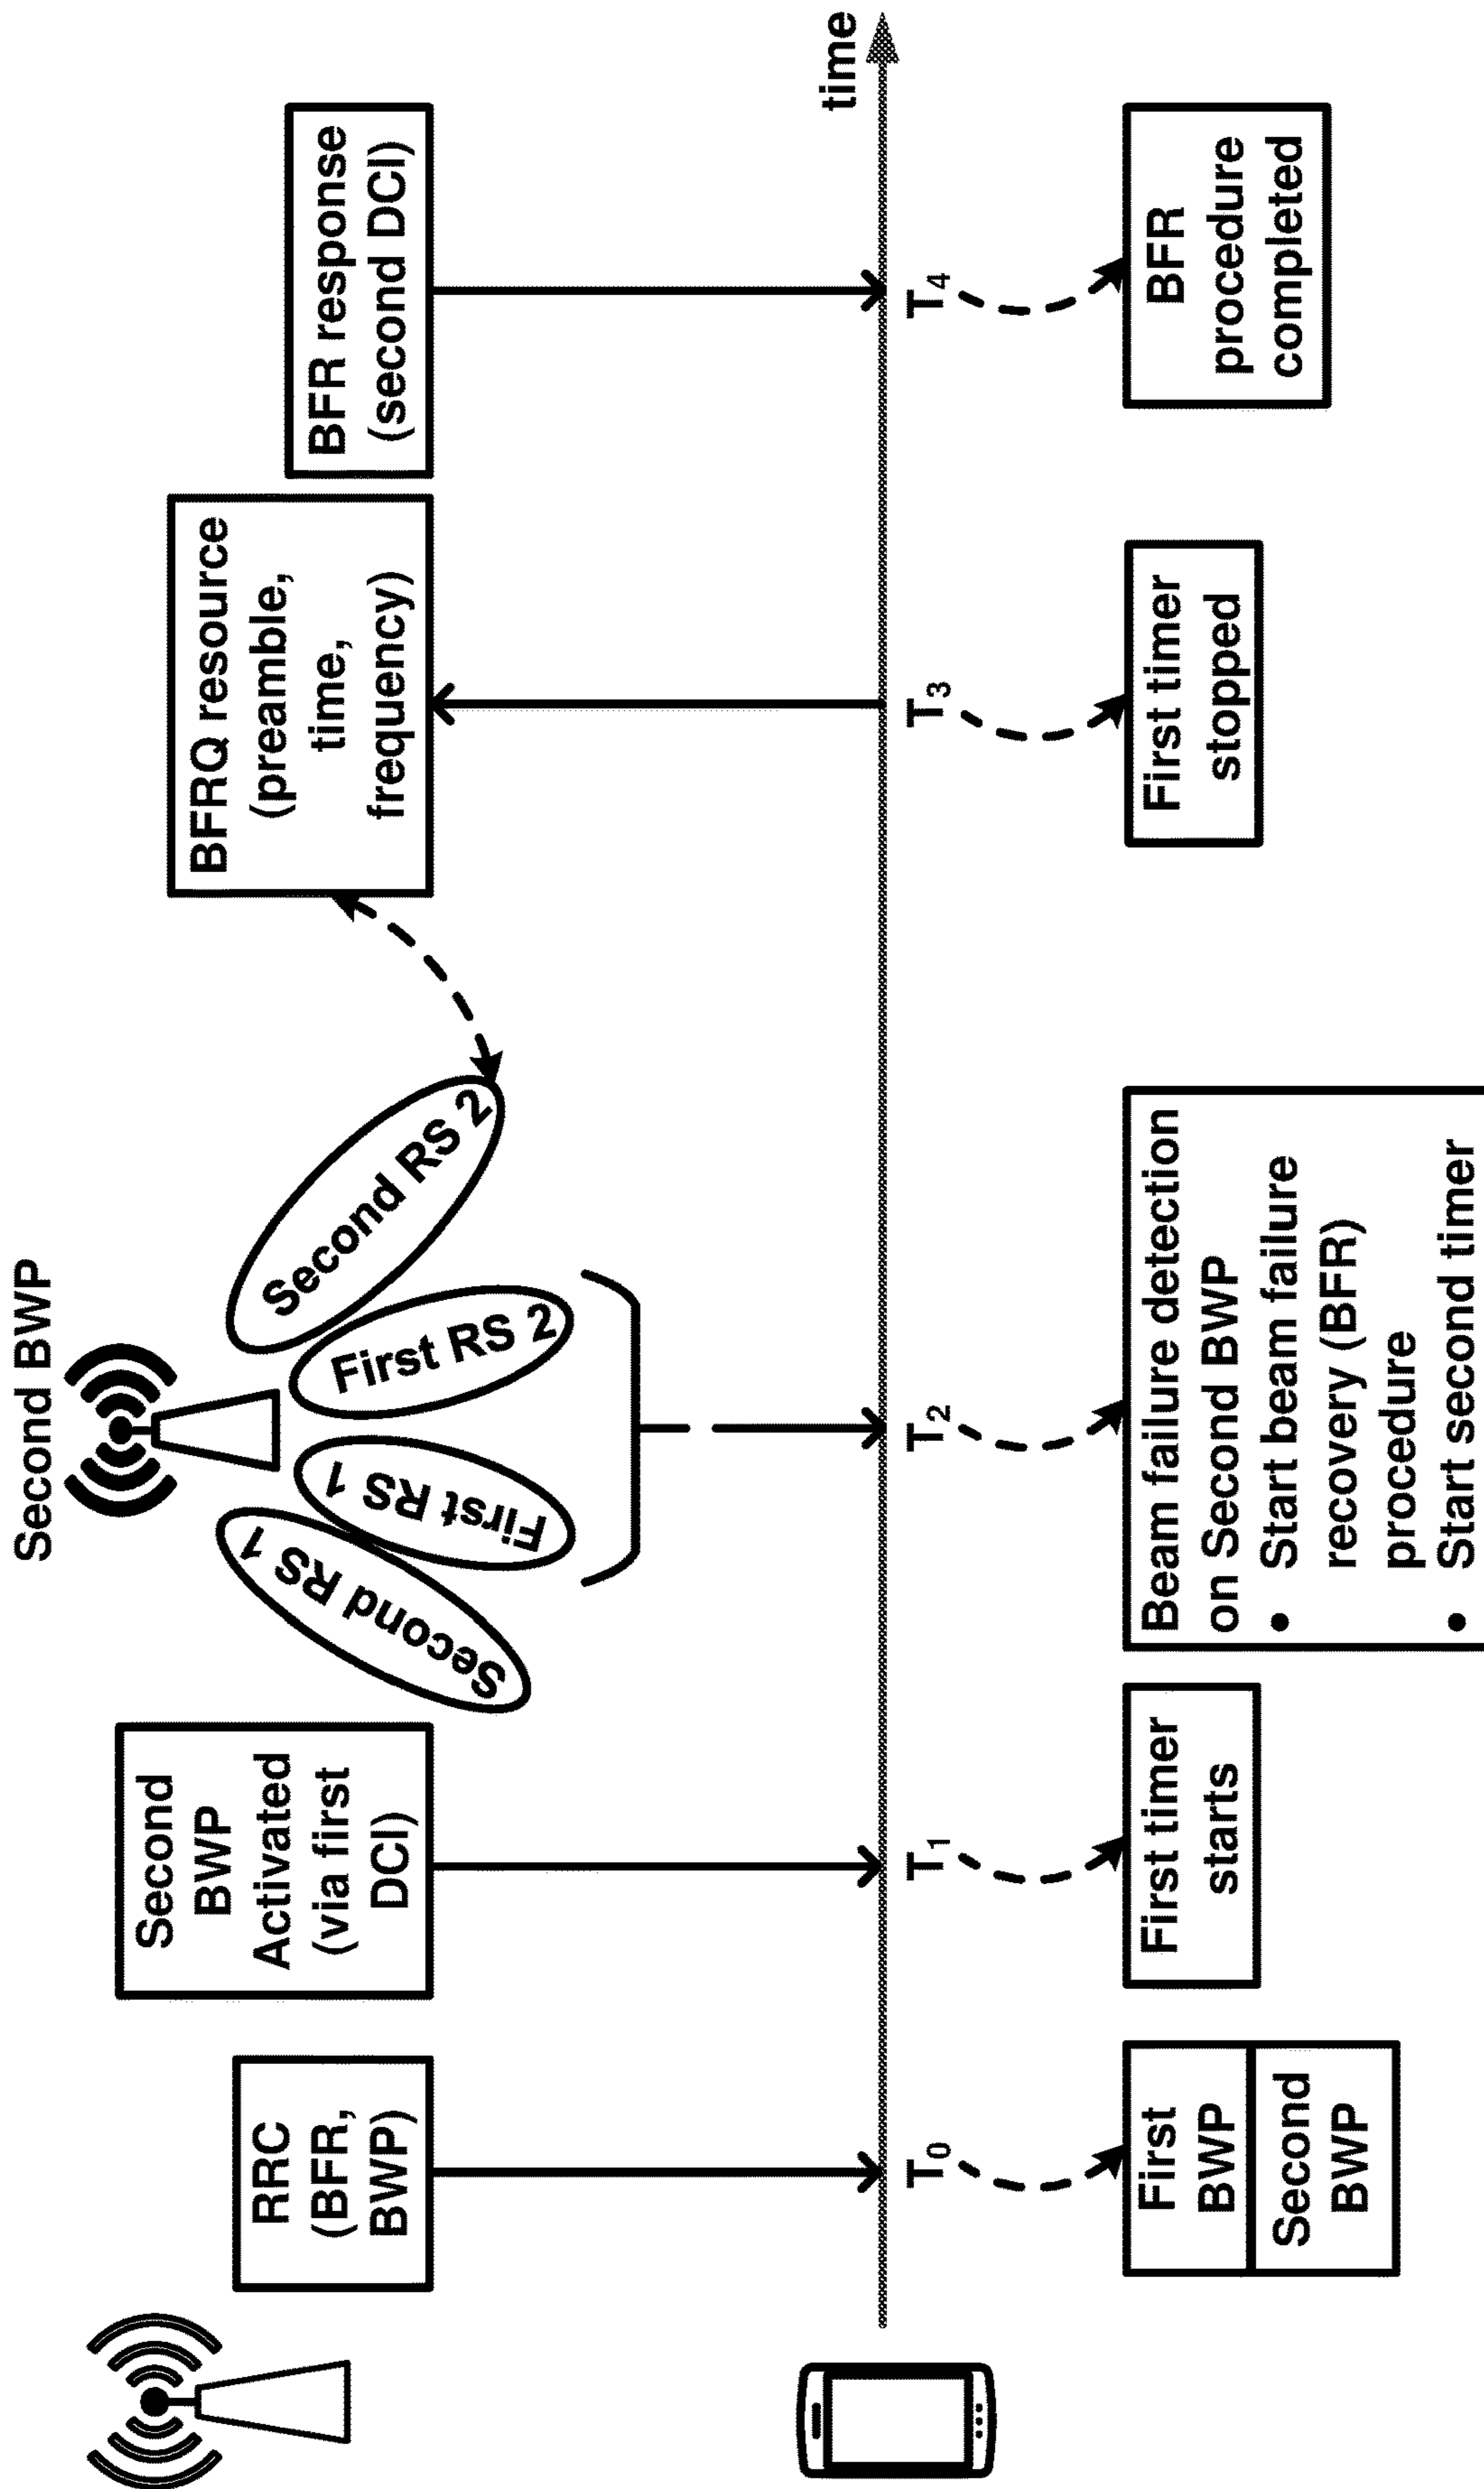 RRC
(BFR,
BWP)
Second
BWP
Activated
(via first
DCI)
Second BWP
Second RS 1
First RS 1
First RS 2
Second RS 2
BFRQ resource
(preamble,
time,
frequency)
BFR response
(second DCI)
time
T0
T1
T2
T3
T4
First
BWP
Second
BWP
First timer
starts
Beam failure detection
on Second BWP
• Start beam failure
recovery (BFR)
procedure
• Start second timer
First timer
stopped
BFR
procedure
completed